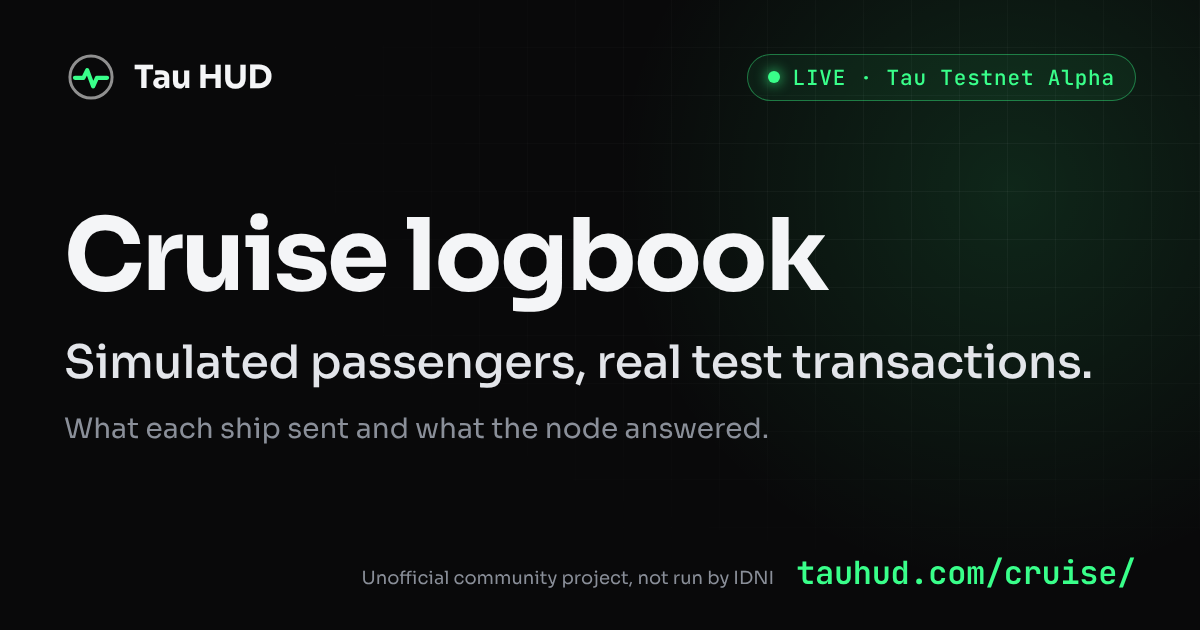 Tau HUD
LIVE · Tau Testnet Alpha
Cruise logbook
Simulated passengers, real test transactions.
What each ship sent and what the node answered.
Unofficial community project, not run by IDNI
tauhud.com/cruise/